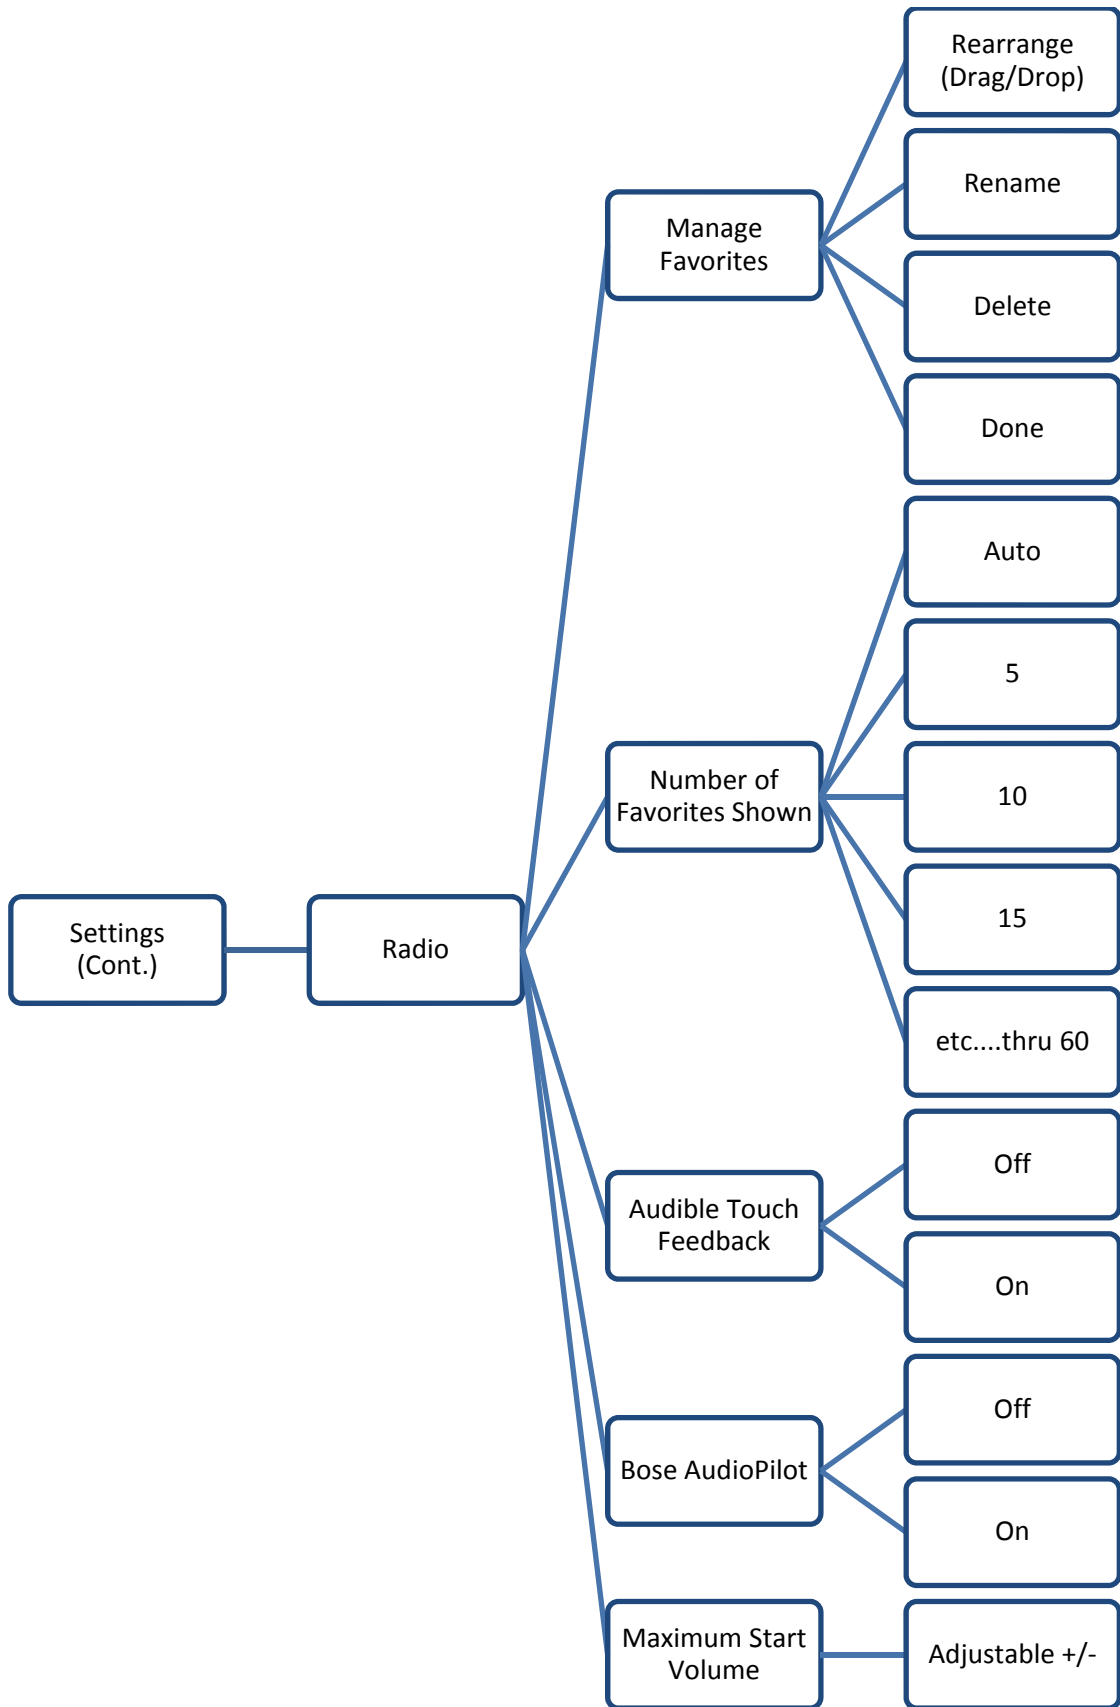 Settings
(Cont.)
Radio
Manage
Favorites
Rearrange
(Drag/Drop)
Rename
Delete
Done
Number of
Favorites Shown
Auto
5
10
15
etc....thru 60
Audible Touch
Feedback
Off
On
Bose AudioPilot
Off
On
Maximum Start
Volume
Adjustable +/-